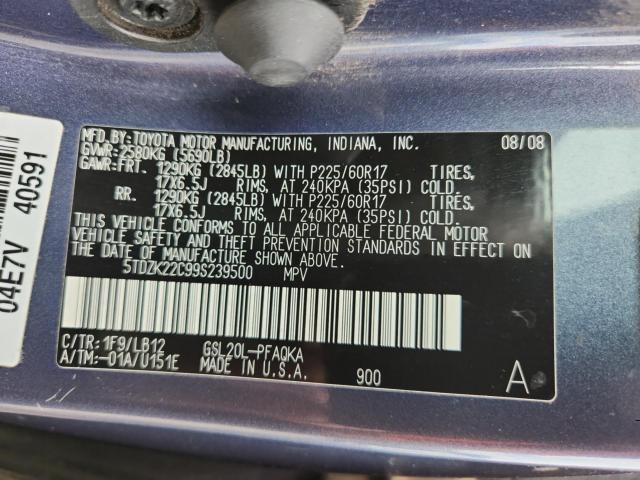 MFD.BY:TOYOTA MOTOR MANUFACTURING, INDIANA, INC. 08/08
GVWR:2580KG (5690LB)
GAWR:FRT. 1290KG (2845LB) WITH P225/60R17 TIRES,
17X6.5J RIMS, AT 240KPA (35PSI) COLD.
RR. 1290KG (2845LB) WITH P225/60R17 TIRES,
17X6.5J RIMS, AT 240KPA (35PSI) COLD.
THIS VEHICLE CONFORMS TO ALL APPLICABLE FEDERAL MOTOR
VEHICLE SAFETY AND THEFT PREVENTION STANDARDS IN EFFECT ON
THE DATE OF MANUFACTURE SHOWN ABOVE.
5TDZK22C99S239500 MPV
C/TR:1F9/LB12 GSL20L-PFAQKA
A/TM:-01A/U151E MADE IN U.S.A. 900 A
04E7V 40591